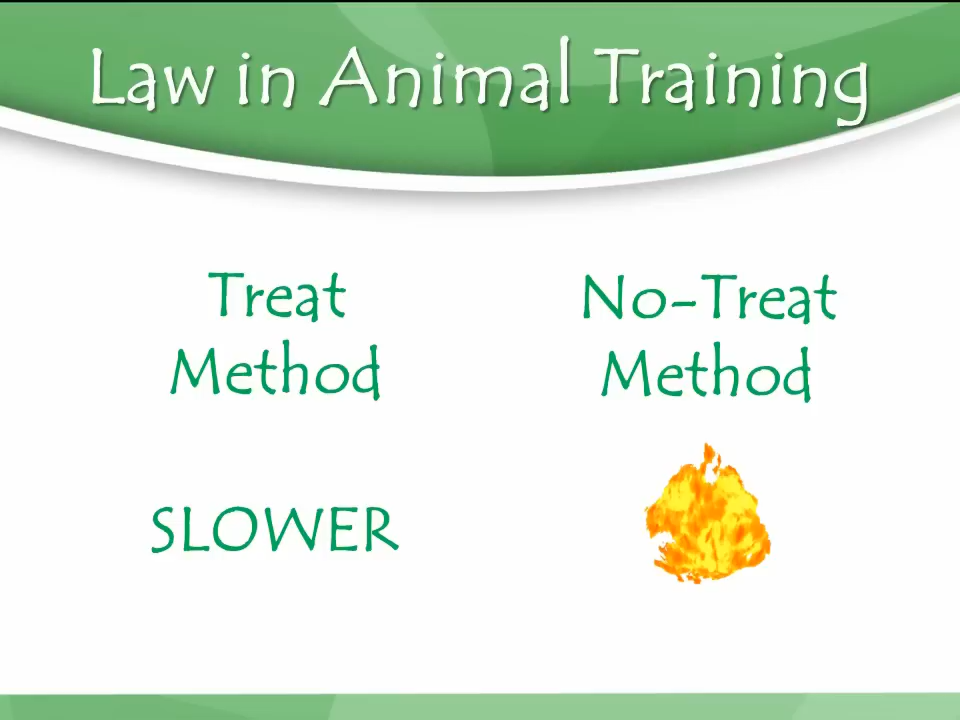 Law in Animal Training
Treat
Method
No-Treat
Method
SLOWER